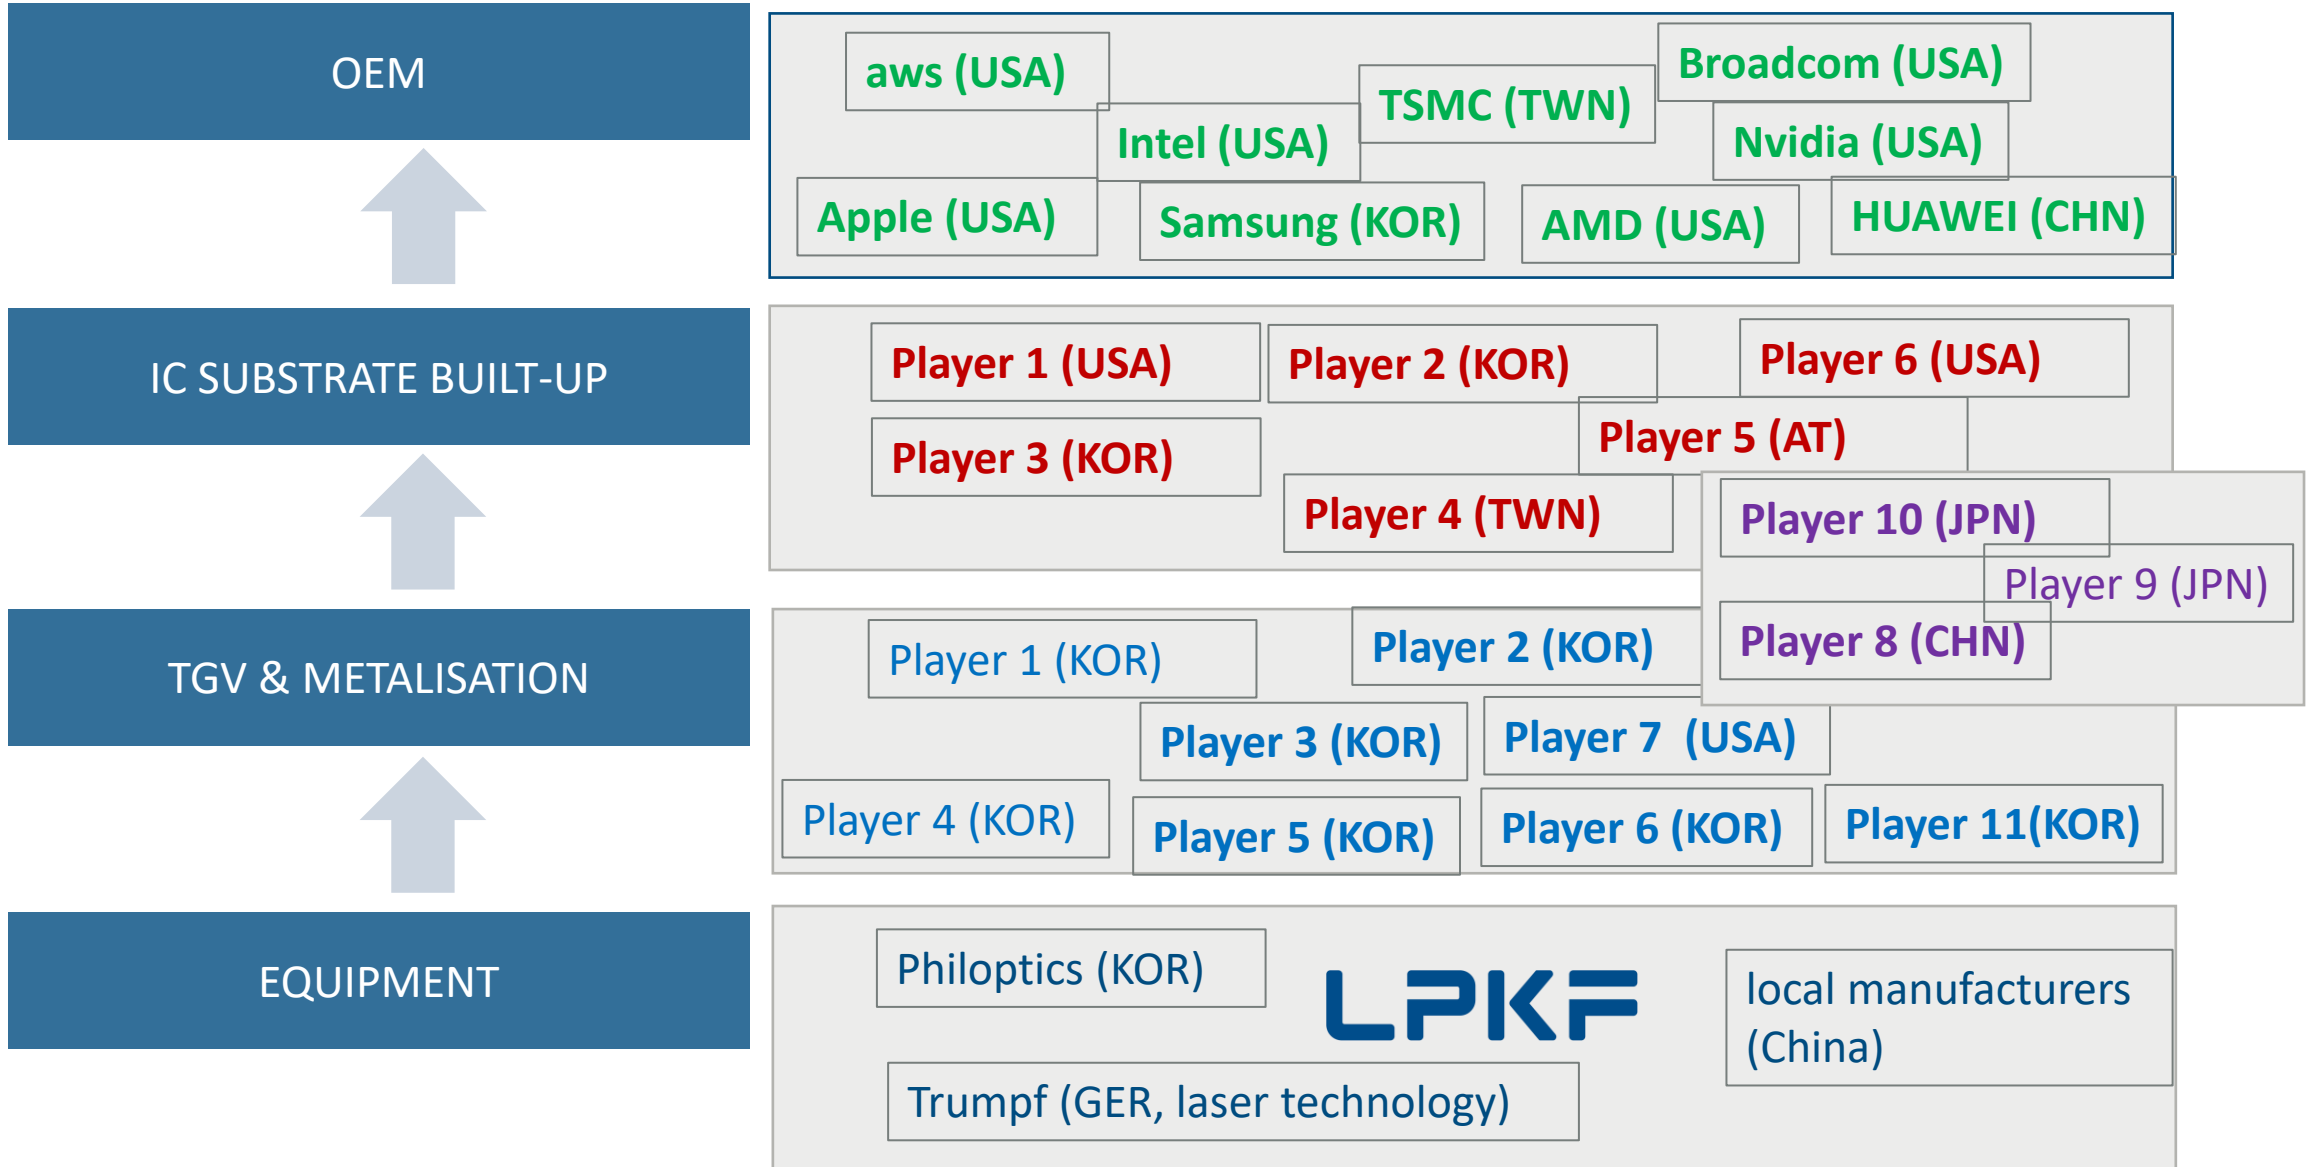 OEM
aws (USA)
Broadcom (USA)
TSMC (TWN)
Intel (USA)
Nvidia (USA)
Apple (USA)
Samsung (KOR)
AMD (USA)
HUAWEI (CHN)
IC SUBSTRATE BUILT-UP
Player 1 (USA)
Player 2 (KOR)
Player 6 (USA)
Player 3 (KOR)
Player 5 (AT)
Player 4 (TWN)
Player 10 (JPN)
Player 9 (JPN)
Player 8 (CHN)
TGV & METALISATION
Player 1 (KOR)
Player 2 (KOR)
Player 3 (KOR)
Player 7  (USA)
Player 4 (KOR)
Player 5 (KOR)
Player 6 (KOR)
Player 11(KOR)
EQUIPMENT
Philoptics (KOR)
LPKF
local manufacturers
(China)
Trumpf (GER, laser technology)